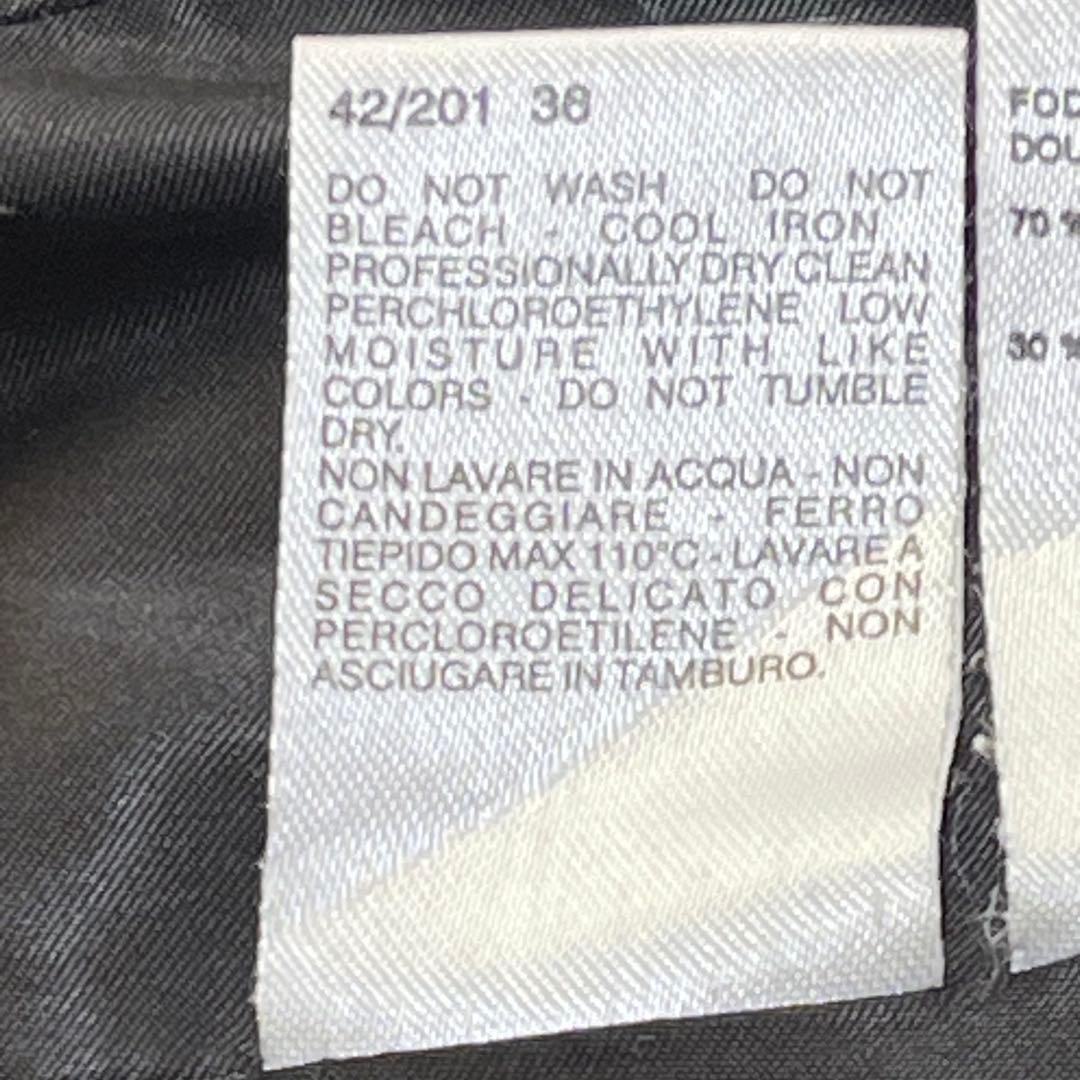 42/201 38
DO NOT WASH DO NOT
BLEACH - COOL IRON
PROFESSIONALLY DRY CLEAN
PERCHLOROETHYLENE LOW
MOISTURE WITH LIKE
COLORS - DO NOT TUMBLE
DRY.
NON LAVARE IN ACQUA - NON
CANDEGGIARE - FERRO
TIEPIDO MAX 110°C - LAVARE A
SECCO DELICATO CON
PERCLOROETILENE - NON
ASCIUGARE IN TAMBURO.
FOD
DOU
70 %
30 %